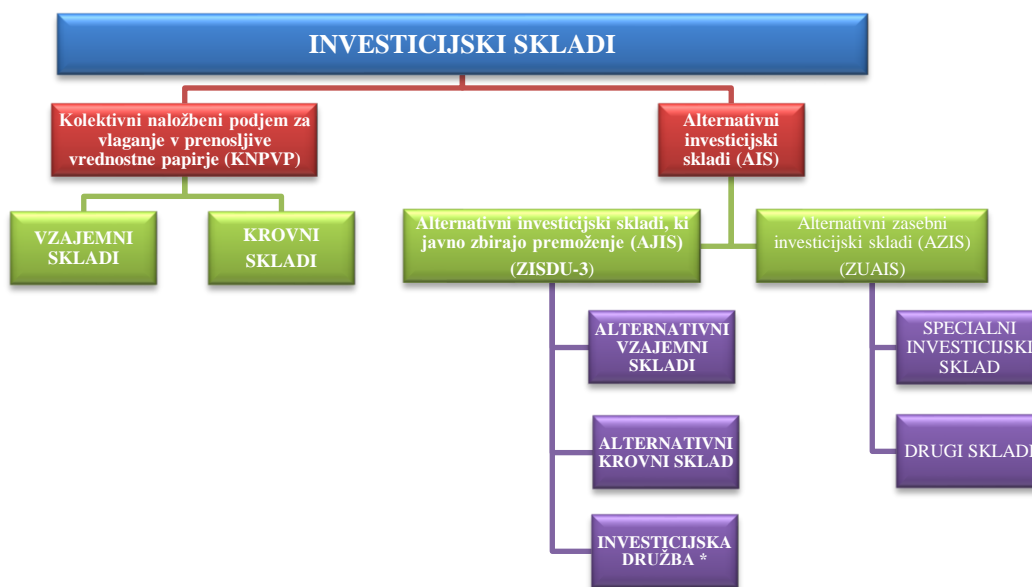 INVESTICIJSKI SKLADI
Kolektivni naložbeni podjem za
vlaganje v prenosljive
vrednostne papirje (KNPVP)
Alternativni
investicijski
skladi (AIS)
VZAJEMNI
SKLADI
KROVNI
SKLADI
Alternativni investicijski skladi, ki
javno zbirajo premoženje (AJIS)
(ZISDU-3)
Alternativni zasebni
investicijski skladi (AZIS)
(ZUAIS)
ALTERNATIVNI
VZAJEMNI
SKLADI
ALTERNATIVNI
KROVNI SKLAD
INVESTICIJSKA
DRUŽBA *
SPECIALNI
INVESTICIJSKI
SKLAD
DRUGI SKLADI